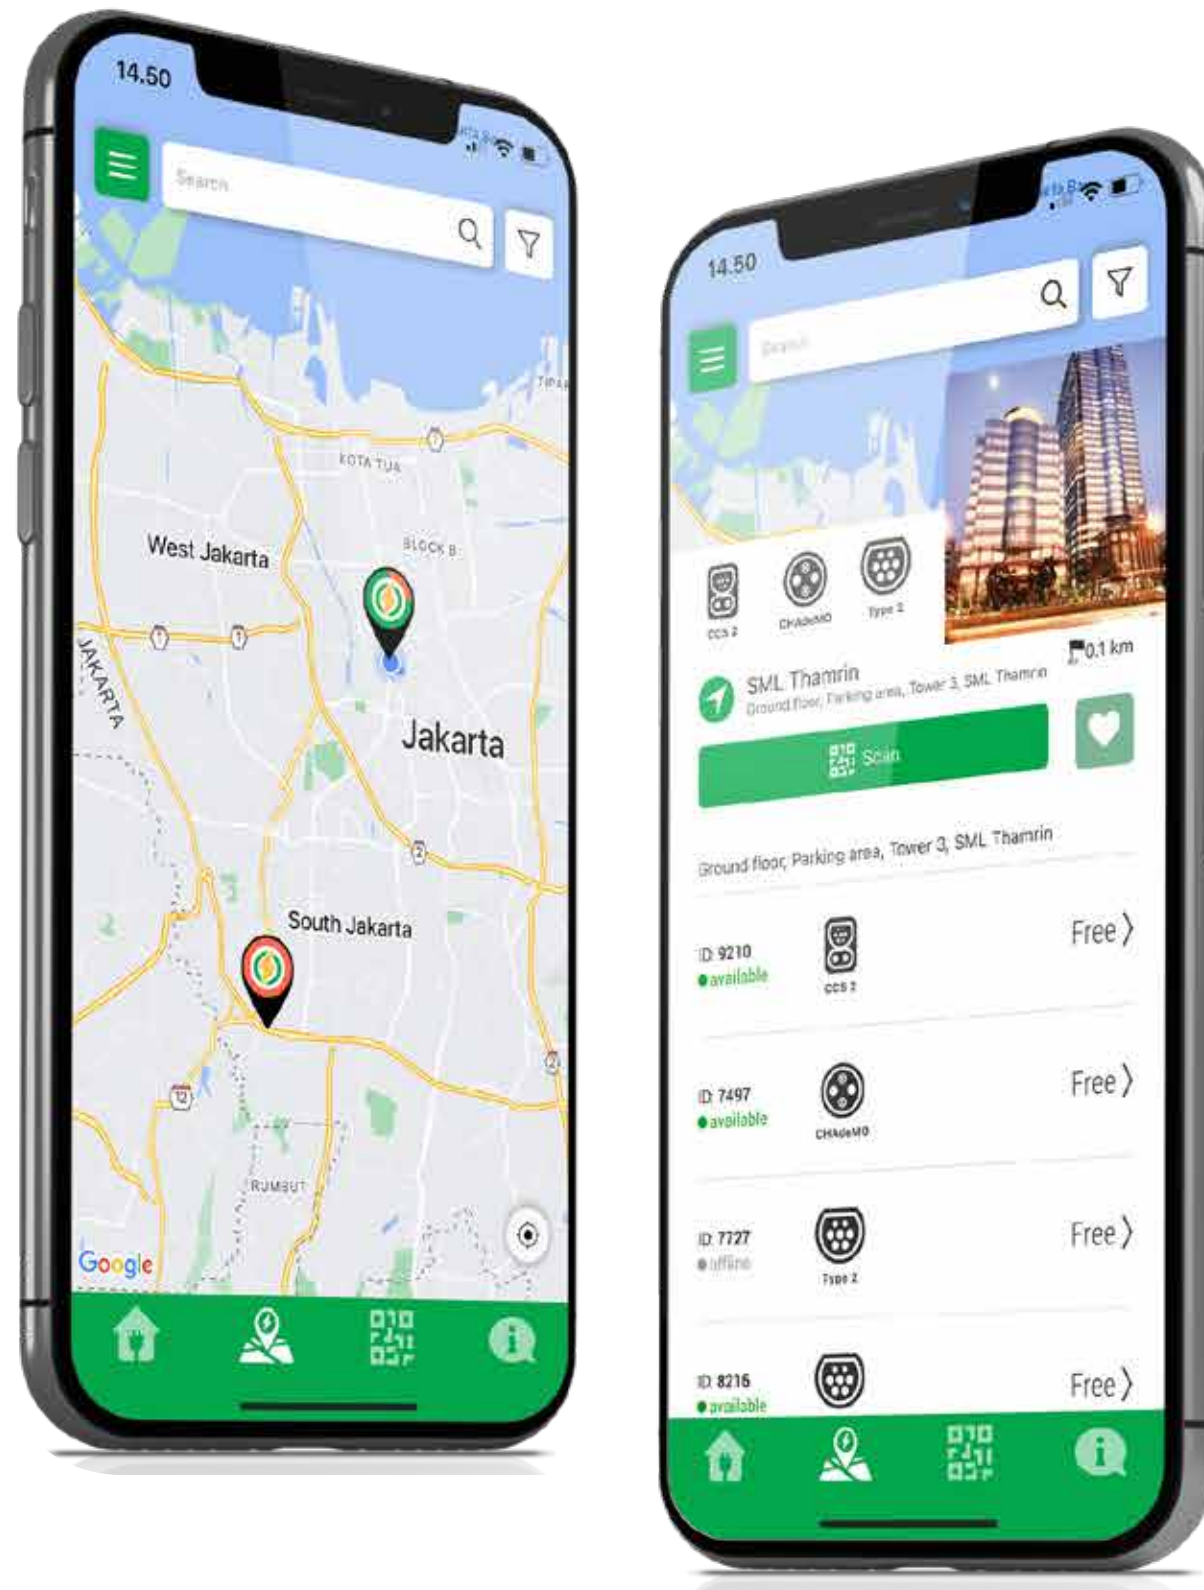 14.50
Search
TIPAR
KOTA TUA
BLOCK B
West Jakarta
JAKARTA
Jakarta
South Jakarta
RUMBUT
Google
14.50
Search
CCS 2
CHAdeMO
Type 2
0.1 km
SML Thamrin
Ground floor, Parking area, Tower 3, SML Thamrin
Scan
Ground floor, Parking area, Tower 3, SML Thamrin
ID: 9210
available
CCS 2
Free
ID: 7497
available
CHAdeMO
Free
ID: 7727
offline
Type 2
Free
ID: 8216
available
Free